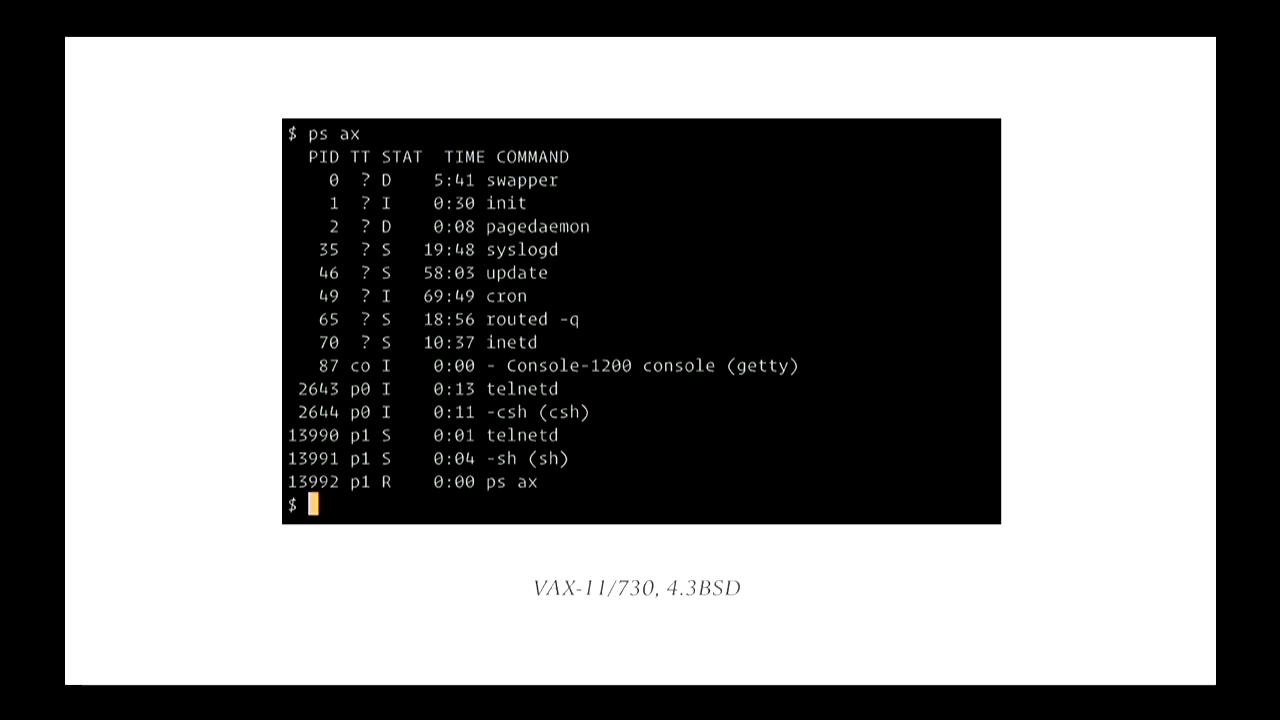 $ ps ax
  PID TT STAT  TIME COMMAND
    0  ? D    5:41 swapper
    1  ? I    0:30 init
    2  ? D    0:08 pagedaemon
   35  ? S   19:48 syslogd
   46  ? S   58:03 update
   49  ? I   69:49 cron
   65  ? S   18:56 routed -q
   70  ? S   10:37 inetd
   87 co I    0:00 - Console-1200 console (getty)
 2643 p0 I    0:13 telnetd
 2644 p0 I    0:11 -csh (csh)
13990 p1 S    0:01 telnetd
13991 p1 S    0:04 -sh (sh)
13992 p1 R    0:00 ps ax
$
VAX-11/730, 4.3BSD